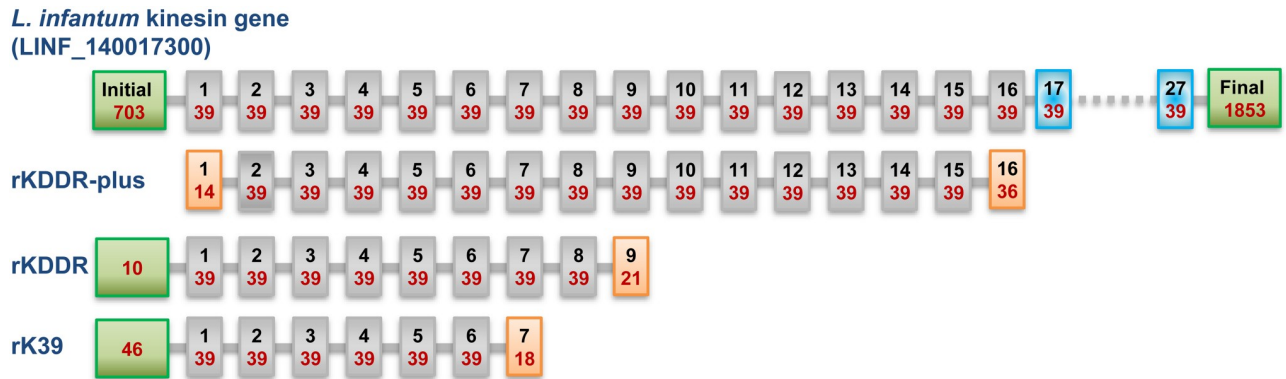 L. infantum kinesin gene
(LINF_140017300)
Initial 1 2 3 4 5 6 7 8 9 10 11 12 13 14 15 16 17 27 Final
703 39 39 39 39 39 39 39 39 39 39 39 39 39 39 39 39 39 39 1853
rKDDR-plus
1 2 3 4 5 6 7 8 9 10 11 12 13 14 15 16
14 39 39 39 39 39 39 39 39 39 39 39 39 39 39 36
rKDDR
1 2 3 4 5 6 7 8 9
10 39 39 39 39 39 39 39 39 21
rK39
1 2 3 4 5 6 7
46 39 39 39 39 39 39 18